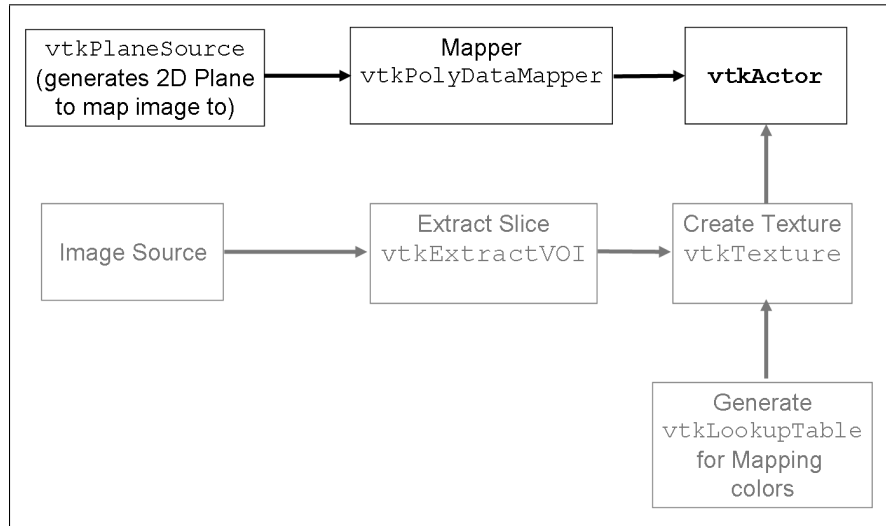 vtkPlaneSource
(generates 2D Plane
to map image to)
Mapper
vtkPolyDataMapper
vtkActor
Image Source
Extract Slice
vtkExtractVOI
Create Texture
vtkTexture
Generate
vtkLookupTable
for Mapping
colors